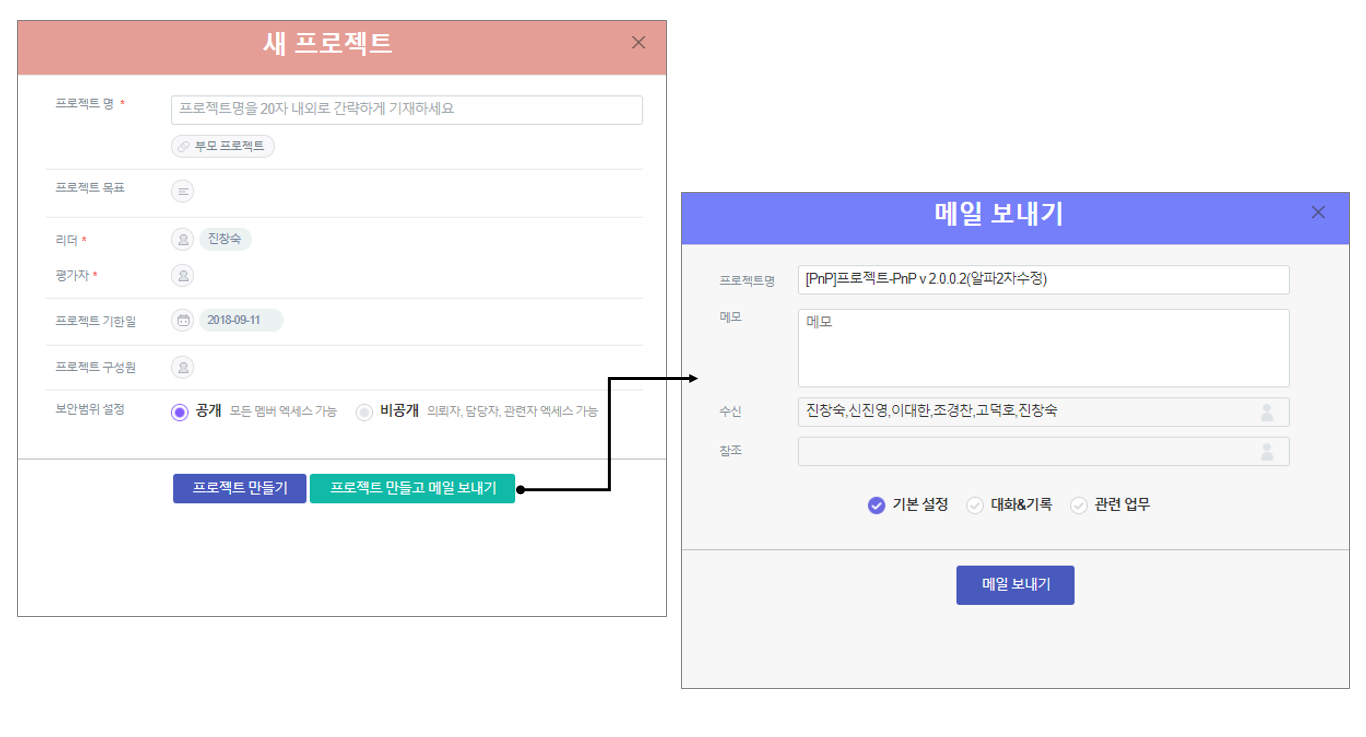 새 프로젝트
프로젝트 명 *
프로젝트명을 20자 내외로 간략하게 기재하세요
부모 프로젝트
프로젝트 목표
리더 * 진창숙
평가자 *
프로젝트 기한일 2018-09-11
프로젝트 구성원
보안범위 설정 공개 모든 멤버 엑세스 가능 비공개 의뢰자, 담당자, 관련자 엑세스 가능
프로젝트 만들기 프로젝트 만들고 메일 보내기
메일 보내기
프로젝트명 [PnP]프로젝트-PnP v 2.0.0.2(알파2차수정)
메모 메모
수신 진창숙,신진영,이대한,조경찬,고덕호,진창숙
참조
기본 설정 대화&기록 관련 업무
메일 보내기